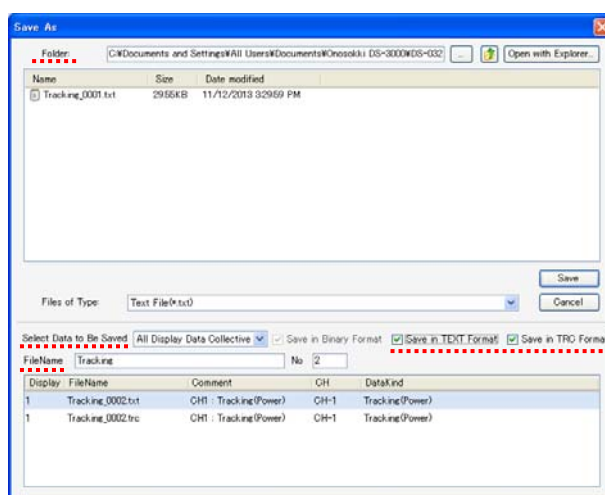 Save As
Folder: C:¥Documents and Settings¥All Users¥Documents¥Onosokki DS-3000¥DS-032 ... Open with Explorer...
Name Size Date modified
Tracking_0001.txt 29.55KB 11/12/2013 3:29:59 PM
Save
Files of Type: Text File(*.txt) Cancel
Select Data to Be Saved All Display Data Collective Save in Binary Format Save in TEXT Format Save in TRC Forma
FileName Tracking No 2
Display FileName Comment CH DataKind
1 Tracking_0002.txt CH1 : Tracking(Power) CH-1 Tracking(Power)
1 Tracking_0002.trc CH1 : Tracking(Power) CH-1 Tracking(Power)